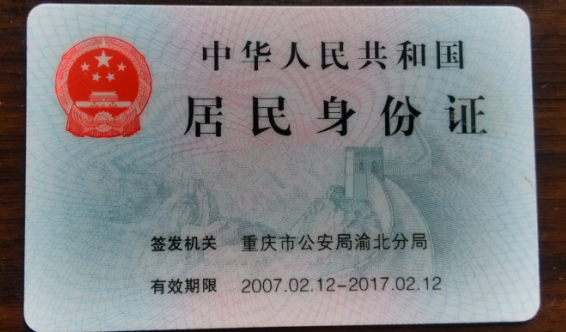 中华人民共和国
居民身份证
签发机关 重庆市公安局渝北分局
有效期限 2007.02.12-2017.02.12